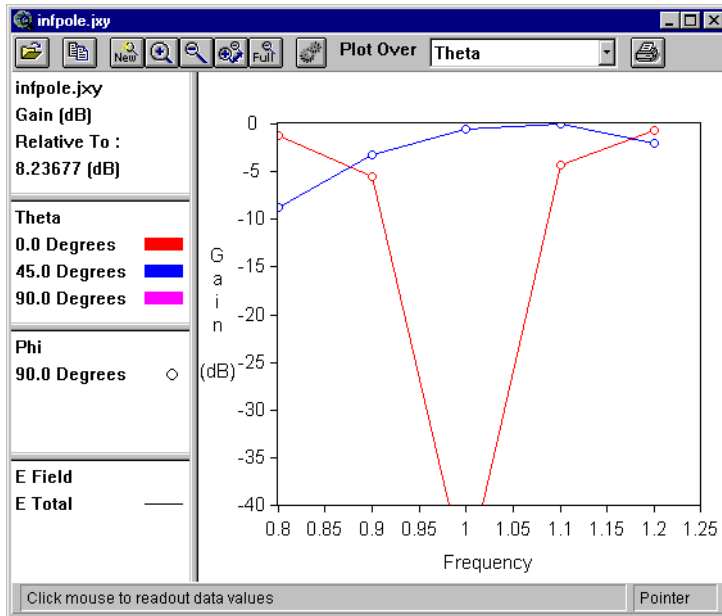 infpole.jxy
New
Full
Plot Over
Theta
infpole.jxy
Gain (dB)
Relative To :
8.23677 (dB)
Theta
0.0 Degrees
45.0 Degrees
90.0 Degrees
Phi
90.0 Degrees
E Field
E Total
Gain
(dB)
0
-5
-10
-15
-20
-25
-30
-35
-40
0.8 0.85 0.9 0.95 1 1.05 1.1 1.15 1.2 1.25
Frequency
Click mouse to readout data values
Pointer